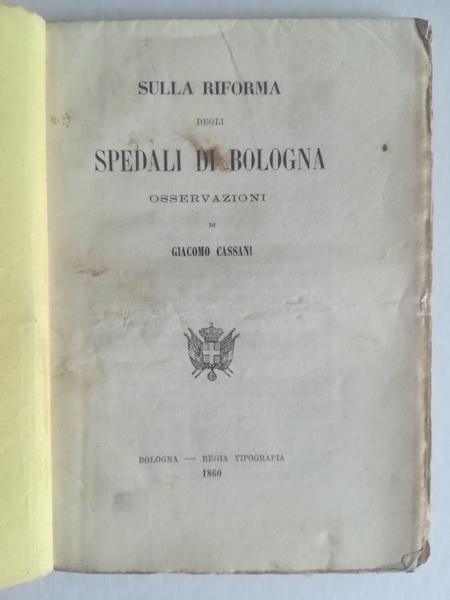 SULLA RIFORMA
DEGLI
SPEDALI DI BOLOGNA
OSSERVAZIONI
DI
GIACOMO CASSANI
BOLOGNA — REGIA TIPOGRAFIA
1860